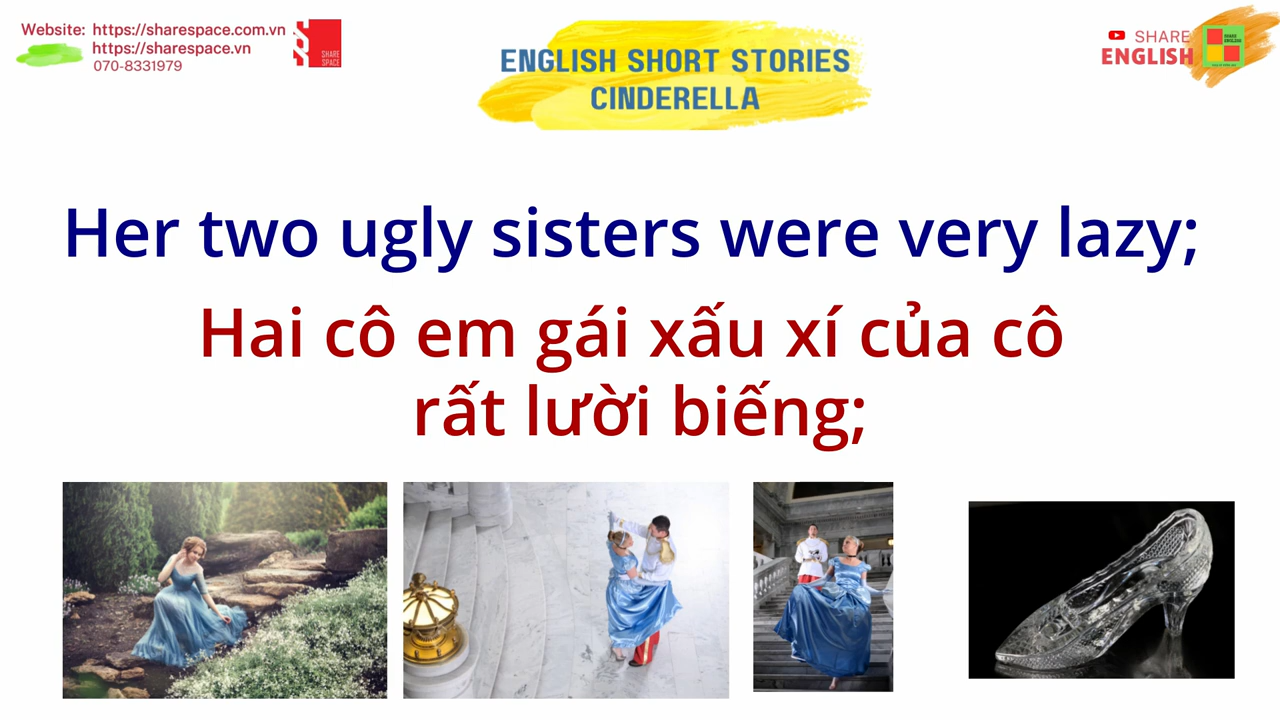 Website: https://sharespace.com.vn
https://sharespace.vn
070-8331979
SHARE
SPACE
ENGLISH SHORT STORIES
CINDERELLA
SHARE
ENGLISH
Her two ugly sisters were very lazy;
Hai cô em gái xấu xí của cô
rất lười biếng;